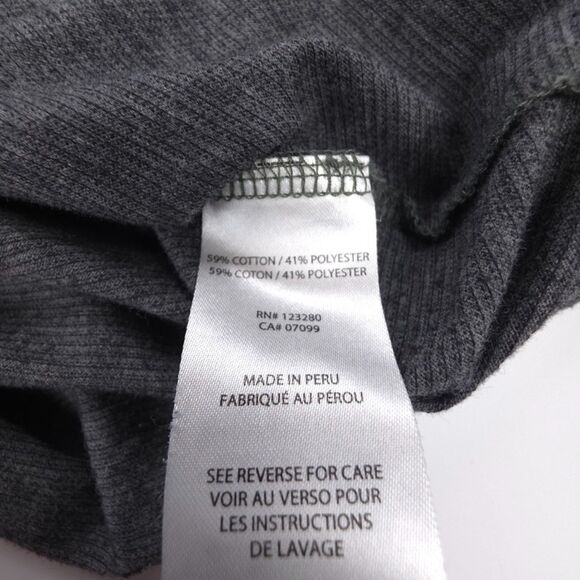 59% COTTON / 41% POLYESTER
59% COTON / 41% POLYESTER
RN# 123280
CA# 07099
MADE IN PERU
FABRIQUÉ AU PÉROU
SEE REVERSE FOR CARE
VOIR AU VERSO POUR
LES INSTRUCTIONS
DE LAVAGE